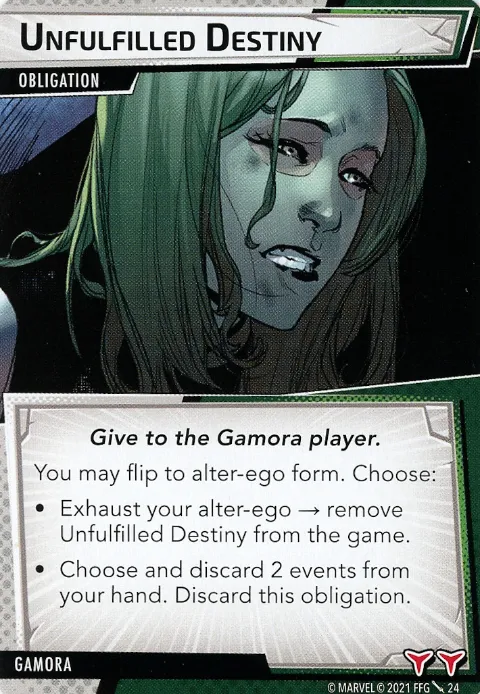 UNFULFILLED DESTINY
OBLIGATION
Give to the Gamora player.
You may flip to alter-ego form. Choose:
• Exhaust your alter-ego → remove
Unfulfilled Destiny from the game.
• Choose and discard 2 events from
your hand. Discard this obligation.
GAMORA
© MARVEL © 2021 FFG 24